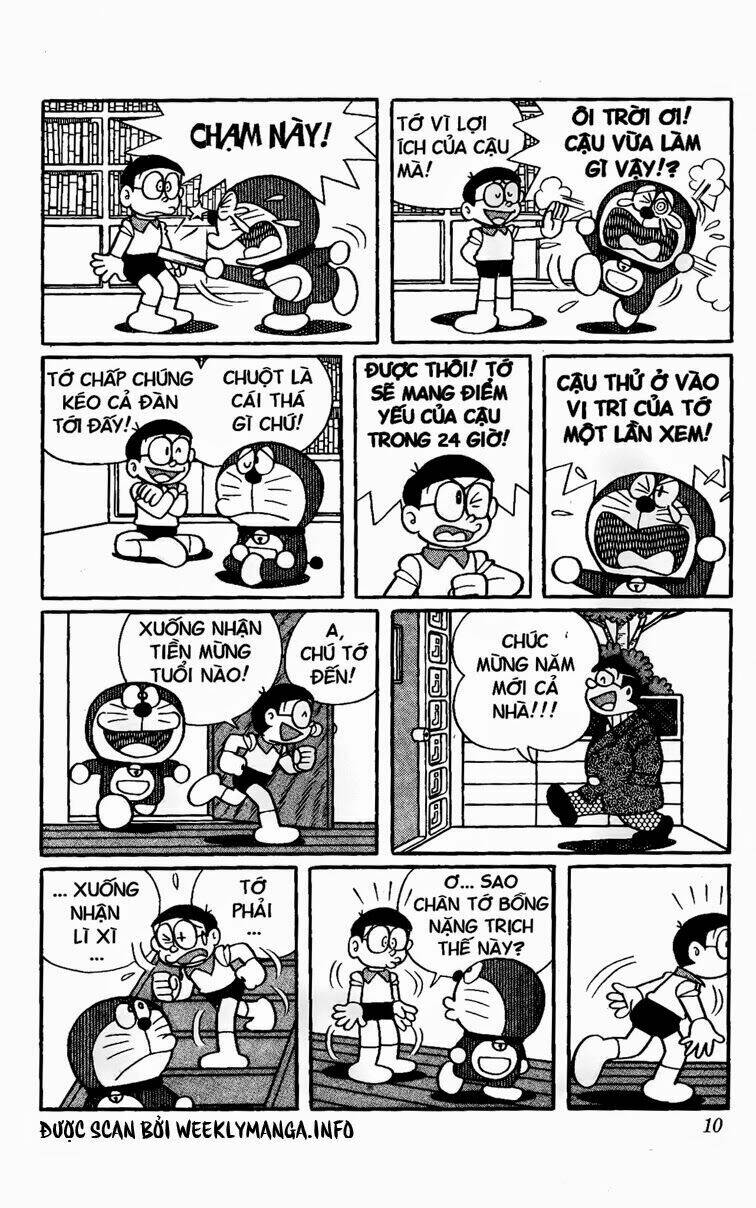 CHẠM NÀY!
TỚ VÌ LỢI
ÍCH CỦA CẬU
MÀ!
ÔI TRỜI ƠI!
CẬU VỪA LÀM
GÌ VẬY!?
TỚ CHẤP CHÚNG
KÉO CẢ ĐÀN
TỚI ĐẤY!
CHUỘT LÀ
CÁI THÁ
GÌ CHỨ!
ĐƯỢC THÔI! TỚ
SẼ MANG ĐIỂM
YẾU CỦA CẬU
TRONG 24 GIỜ!
CẬU THỬ Ở VÀO
VỊ TRÍ CỦA TỚ
MỘT LẦN XEM!
XUỐNG NHẬN
TIỀN MỪNG
TUỔI NÀO!
A,
CHÚ TỚ
ĐẾN!
CHÚC
MỪNG NĂM
MỚI CẢ
NHÀ!!!
... XUỐNG
NHẬN
LÌ XÌ
...
TỚ
PHẢI
...
Ơ... SAO
CHÂN TỚ BỖNG
NẶNG TRỊCH
THẾ NÀY?
ĐƯỢC SCAN BỞI WEEKLYMANGA.INFO
10